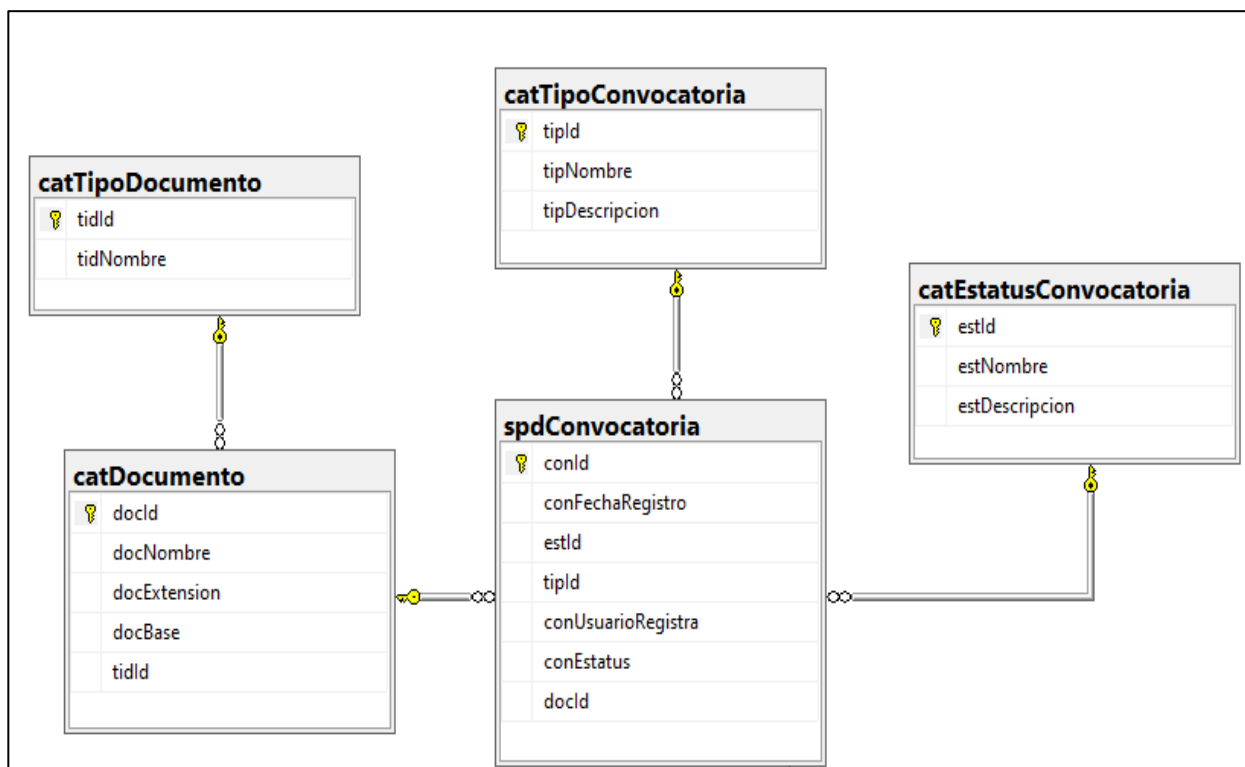 catTipoConvocatoria
tipId
tipNombre
tipDescripcion
catTipoDocumento
tidId
tidNombre
catEstatusConvocatoria
estId
estNombre
estDescripcion
spdConvocatoria
conId
conFechaRegistro
estId
tipId
conUsuarioRegistra
conEstatus
docId
catDocumento
docId
docNombre
docExtension
docBase
tidId